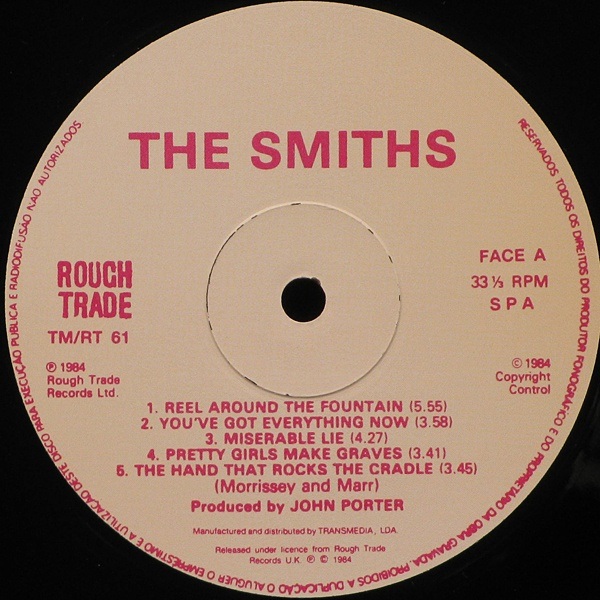 THE SMITHS
ROUGH
TRADE
TM/RT 61
℗ 1984
Rough Trade
Records Ltd.
FACE A
33 ⅓ RPM
SPA
© 1984
Copyright
Control
1. REEL AROUND THE FOUNTAIN (5.55)
2. YOU'VE GOT EVERYTHING NOW (3.58)
3. MISERABLE LIE (4.27)
4. PRETTY GIRLS MAKE GRAVES (3.41)
5. THE HAND THAT ROCKS THE CRADLE (3.45)
(Morrissey and Marr)
Produced by JOHN PORTER
Manufactured and distributed by TRANSMEDIA, LDA.
Released under licence from Rough Trade
Records U.K. ℗ © 1984
RESERVADOS TODOS OS DIREITOS DO PRODUTOR FONOGRÁFICO E DO PROPRIETÁRIO DA OBRA GRAVADA. PROIBIDOS A DUPLICAÇÃO O ALUGUER O EMPRÉSTIMO E A UTILIZAÇÃO DESTE DISCO PARA EXECUÇÃO PUBLICA E RADIODIFUSÃO NAO AUTORIZADOS